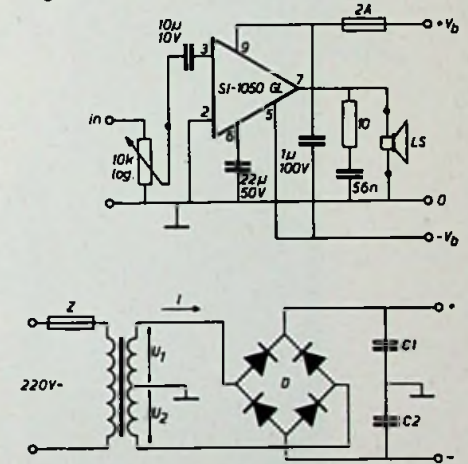 2A
+Vb
10µ
10V
3
9
SI-1050 GL
7
2
5
6
in
10k
log.
22µ
50V
1µ
100V
10
56n
LS
0
-Vb
Z
I
+
220V~
U1
U2
D
C1
C2
-